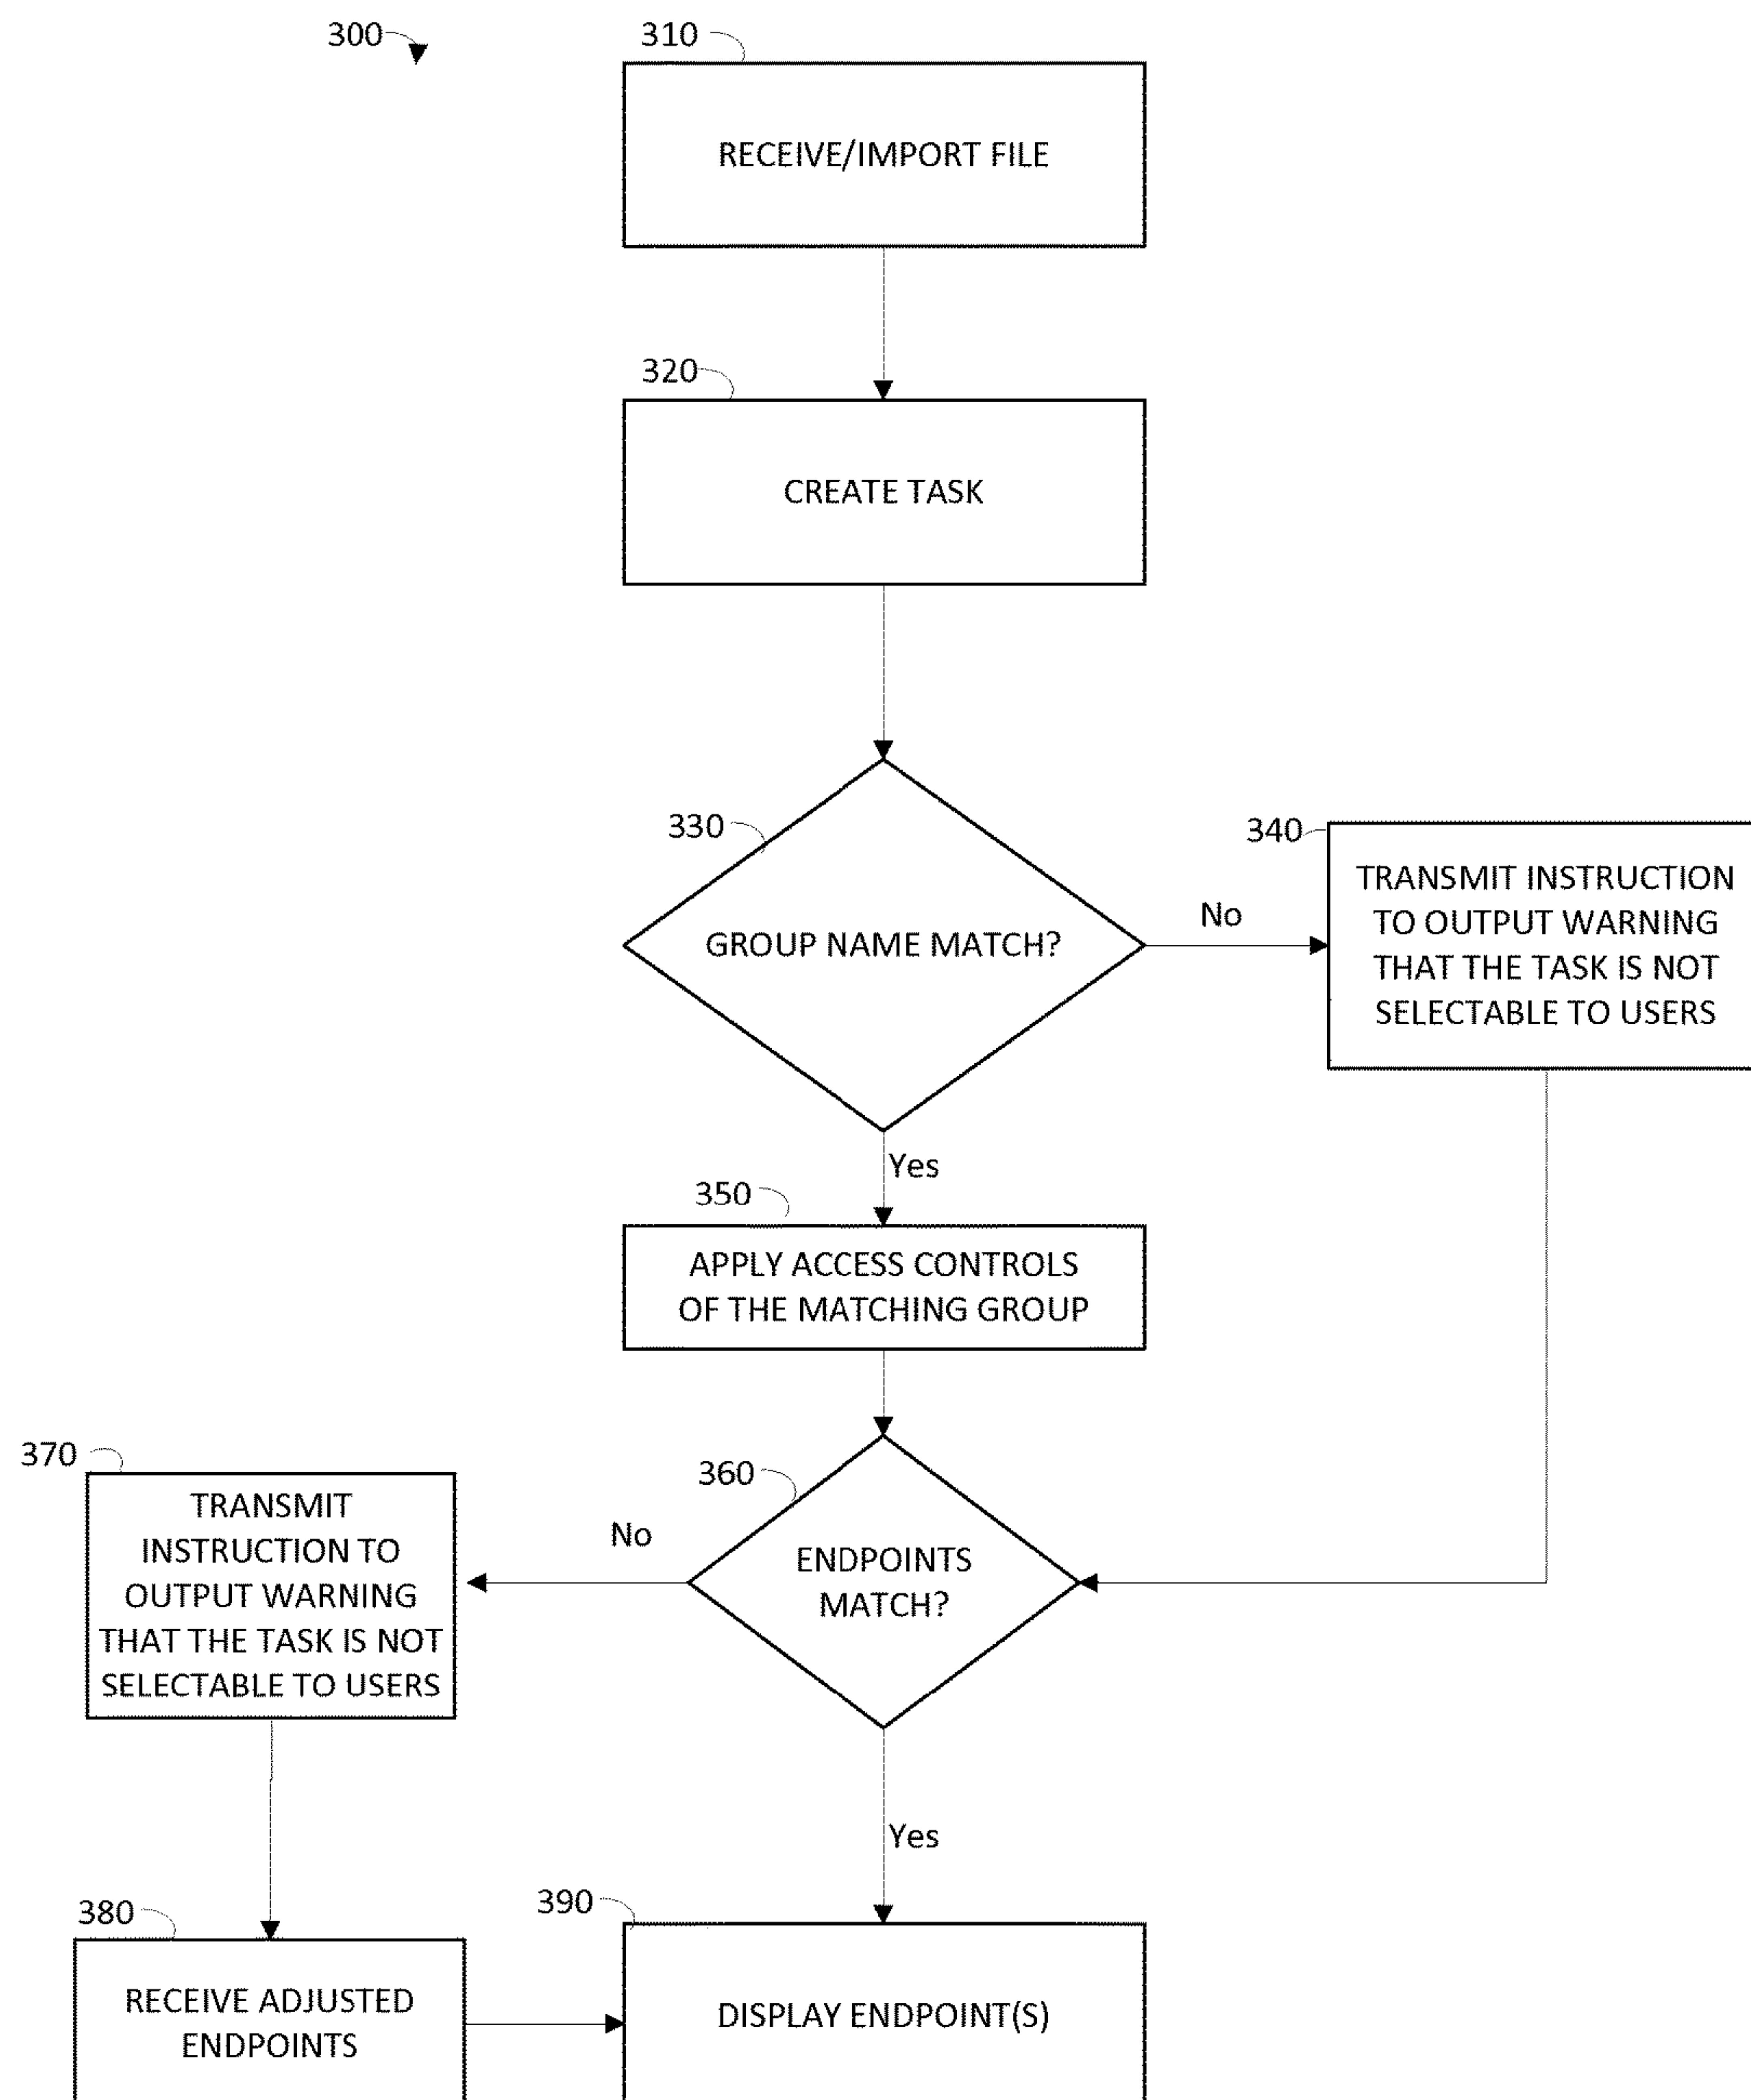 300
310
RECEIVE/IMPORT FILE
320
CREATE TASK
330
GROUP NAME MATCH?
No
340
TRANSMIT INSTRUCTION
TO OUTPUT WARNING
THAT THE TASK IS NOT
SELECTABLE TO USERS
Yes
350
APPLY ACCESS CONTROLS
OF THE MATCHING GROUP
360
ENDPOINTS
MATCH?
No
370
TRANSMIT
INSTRUCTION TO
OUTPUT WARNING
THAT THE TASK IS NOT
SELECTABLE TO USERS
Yes
380
RECEIVE ADJUSTED
ENDPOINTS
390
DISPLAY ENDPOINT(S)